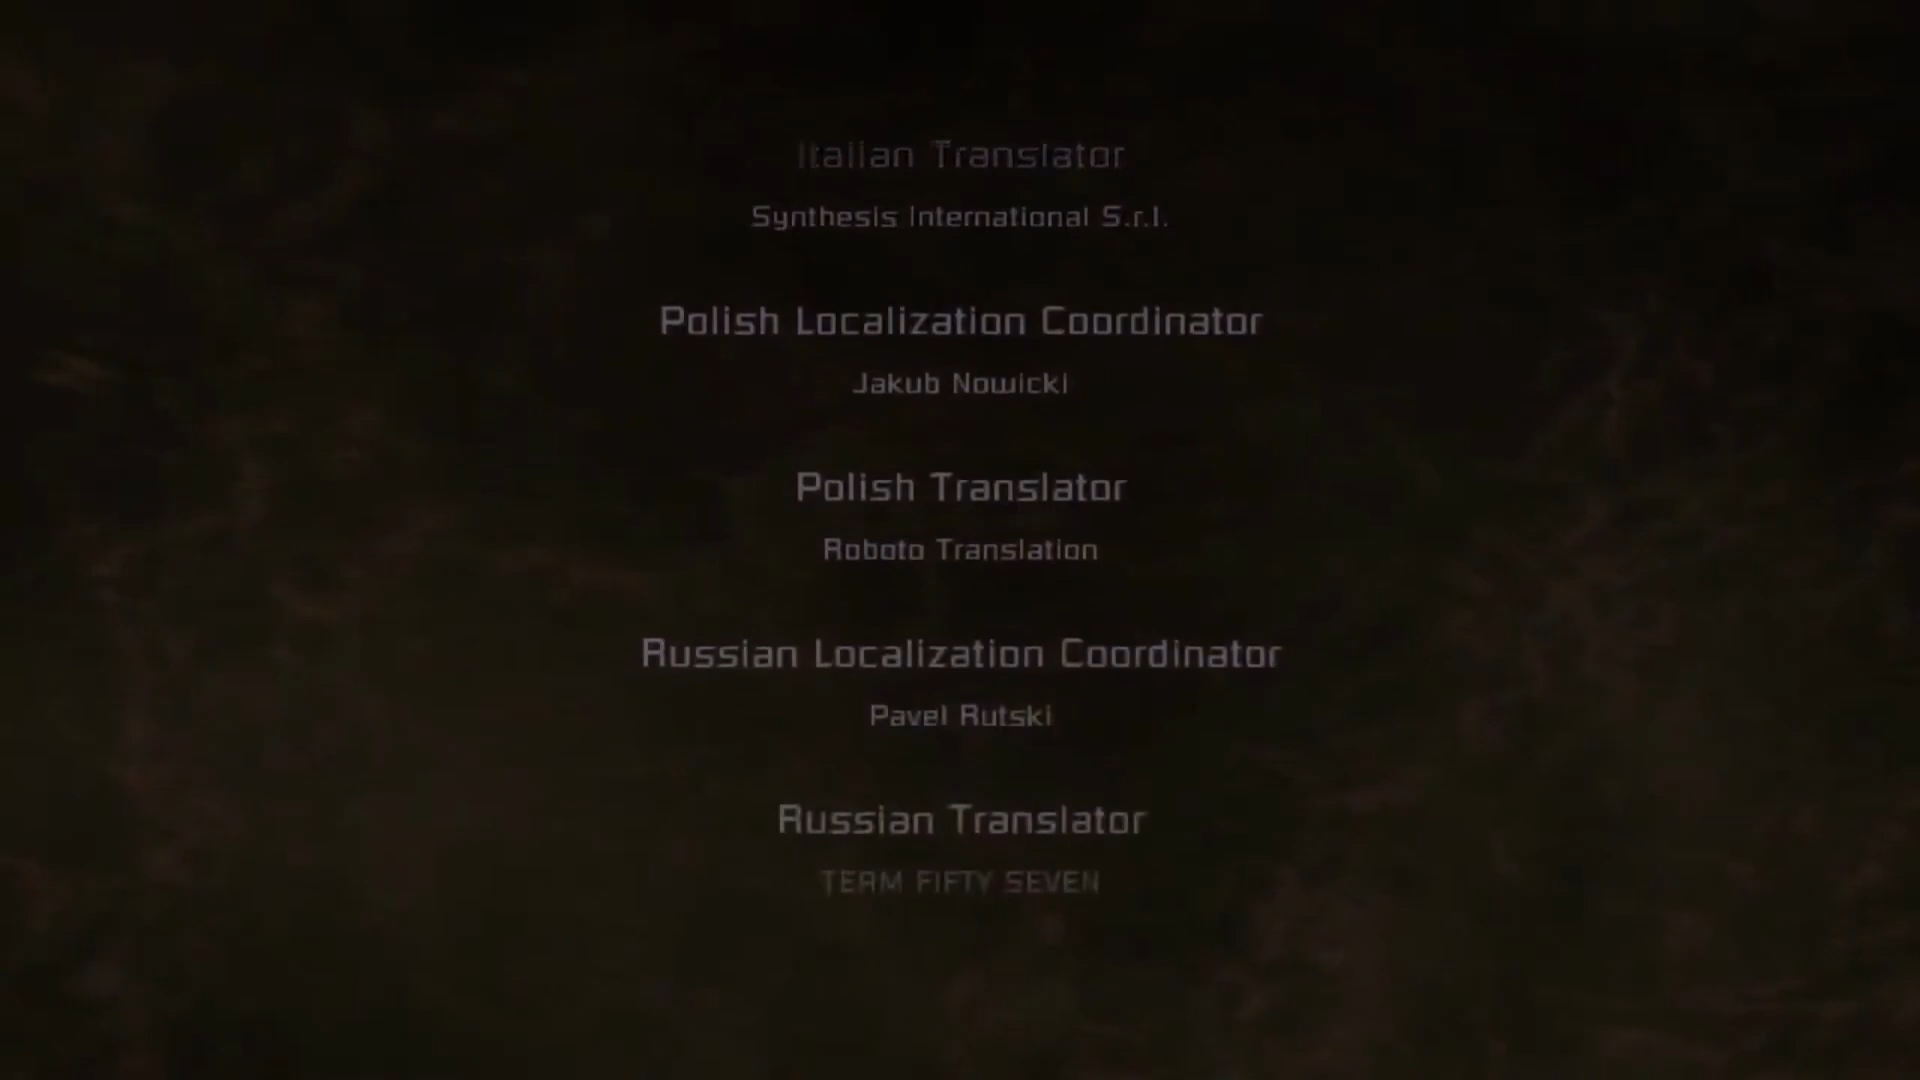 Italian Translator
Synthesis International S.r.l.
Polish Localization Coordinator
Jakub Nowicki
Polish Translator
Roboto Translation
Russian Localization Coordinator
Pavel Rutski
Russian Translator
TEAM FIFTY SEVEN